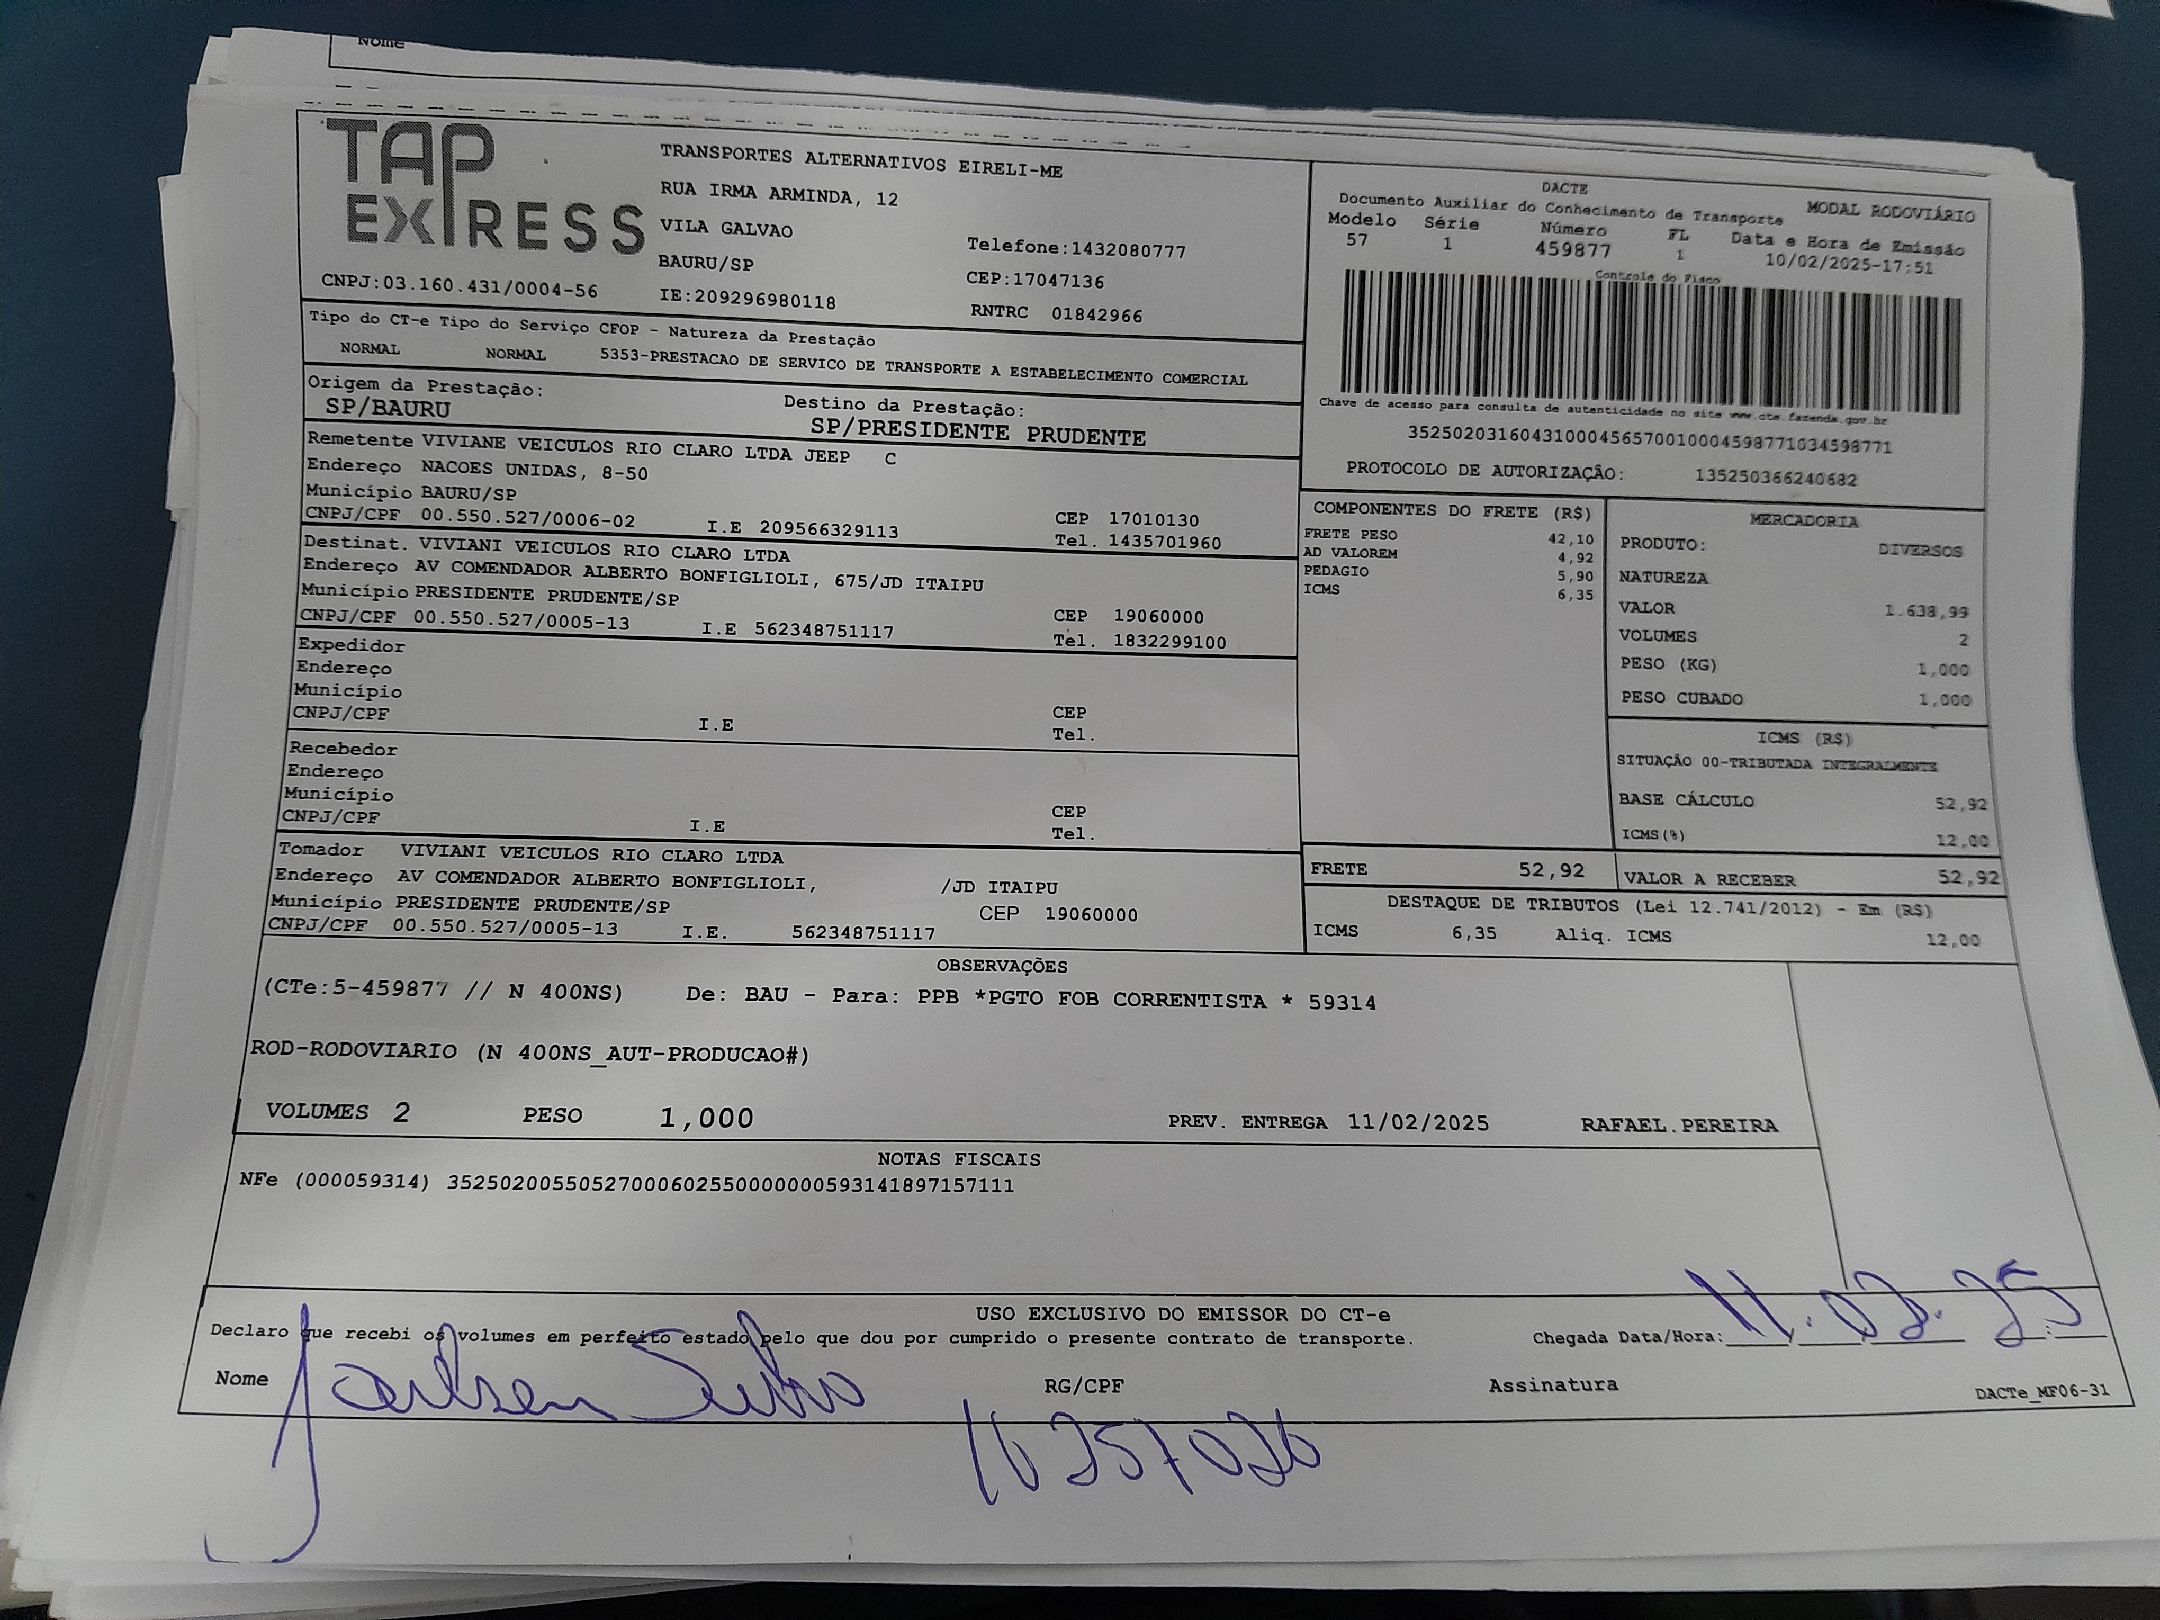 Nome
TAP
EXPRESS
CNPJ:03.160.431/0004-56
TRANSPORTES ALTERNATIVOS EIRELI-ME
RUA IRMA ARMINDA, 12
VILA GALVAO
BAURU/SP
IE:209296980118
Telefone:1432080777
CEP:17047136
RNTRC 01842966
DACTE
Documento Auxiliar do Conhecimento de Transporte MODAL RODOVIÁRIO
Modelo Série Número FL Data e Hora de Emissão
57 1 459877 1 10/02/2025-17:51
Controle do Fisco
Chave de acesso para consulta de autenticidade no site www.cte.fazenda.gov.br
35250203160431000456570010004598771034598771
PROTOCOLO DE AUTORIZAÇÃO: 135250366240682
Tipo do CT-e Tipo do Serviço CFOP - Natureza da Prestação
NORMAL NORMAL 5353-PRESTACAO DE SERVICO DE TRANSPORTE A ESTABELECIMENTO COMERCIAL
Origem da Prestação: Destino da Prestação:
SP/BAURU SP/PRESIDENTE PRUDENTE
Remetente VIVIANE VEICULOS RIO CLARO LTDA JEEP C
Endereço NACOES UNIDAS, 8-50
Município BAURU/SP CEP 17010130
CNPJ/CPF 00.550.527/0006-02 I.E 209566329113 Tel. 1435701960
Destinat. VIVIANI VEICULOS RIO CLARO LTDA
Endereço AV COMENDADOR ALBERTO BONFIGLIOLI, 675/JD ITAIPU
Município PRESIDENTE PRUDENTE/SP CEP 19060000
CNPJ/CPF 00.550.527/0005-13 I.E 562348751117 Tel. 1832299100
Expedidor
Endereço
Município CEP
CNPJ/CPF I.E Tel.
Recebedor
Endereço
Município CEP
CNPJ/CPF I.E Tel.
Tomador VIVIANI VEICULOS RIO CLARO LTDA
Endereço AV COMENDADOR ALBERTO BONFIGLIOLI, /JD ITAIPU
Município PRESIDENTE PRUDENTE/SP CEP 19060000
CNPJ/CPF 00.550.527/0005-13 I.E. 562348751117
COMPONENTES DO FRETE (R$)
FRETE PESO 42,10
AD VALOREM 4,92
PEDAGIO 5,90
ICMS 6,35
MERCADORIA
PRODUTO: DIVERSOS
NATUREZA
VALOR 1.638,99
VOLUMES 2
PESO (KG) 1,000
PESO CUBADO 1,000
ICMS (R$)
SITUAÇÃO 00-TRIBUTADA INTEGRALMENTE
BASE CÁLCULO 52,92
ICMS(%) 12,00
FRETE 52,92 VALOR A RECEBER 52,92
DESTAQUE DE TRIBUTOS (Lei 12.741/2012) - Em (R$)
ICMS 6,35 Aliq. ICMS 12,00
OBSERVAÇÕES
(CTe:5-459877 // N 400NS) De: BAU - Para: PPB *PGTO FOB CORRENTISTA * 59314
ROD-RODOVIARIO (N 400NS_AUT-PRODUCAO#)
VOLUMES 2 PESO 1,000 PREV. ENTREGA 11/02/2025 RAFAEL.PEREIRA
NOTAS FISCAIS
NFe (000059314) 35250200550527000602550000000593141897157111
USO EXCLUSIVO DO EMISSOR DO CT-e
Declaro que recebi os volumes em perfeito estado pelo que dou por cumprido o presente contrato de transporte. Chegada Data/Hora: 11.02.25
Nome RG/CPF Assinatura DACTe_MF06-31
16257026